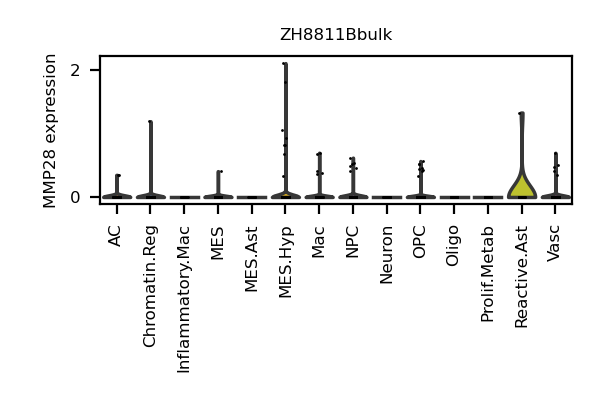 ZH8811Bbulk
MMP28 expression
2
0
AC
Chromatin.Reg
Inflammatory.Mac
MES
MES.Ast
MES.Hyp
Mac
NPC
Neuron
OPC
Oligo
Prolif.Metab
Reactive.Ast
Vasc